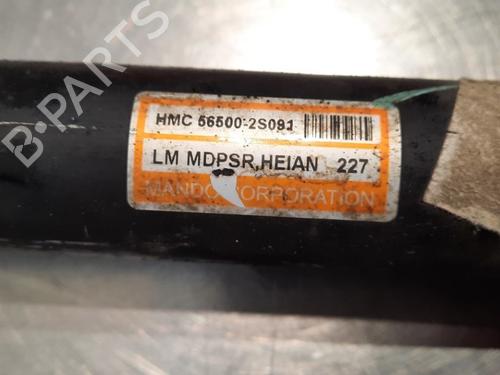 B-PARTS
HMC 56500-2S091
LM MDPSR,HEIAN 227
MANDO CORPORATION